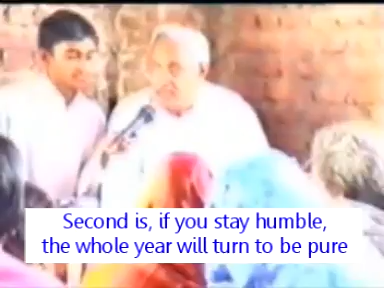 Second is, if you stay humble,
the whole year will turn to be pure